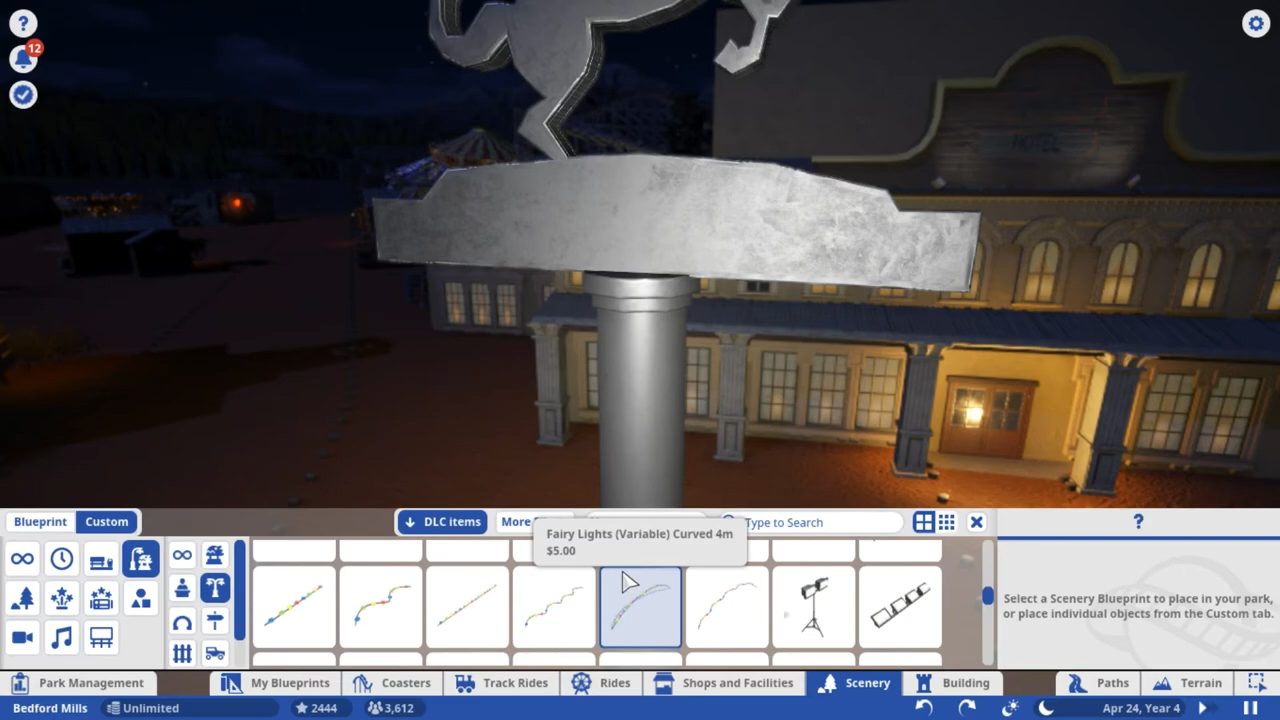 ?
12
HOTEL
Blueprint
Custom
DLC items
More
Type to Search
?
Fairy Lights (Variable) Curved 4m
$5.00
Select a Scenery Blueprint to place in your park,
or place individual objects from the Custom tab.
Park Management
My Blueprints
Coasters
Track Rides
Rides
Shops and Facilities
Scenery
Building
Paths
Terrain
Bedford Mills
Unlimited
2444
3,612
Apr 24, Year 4